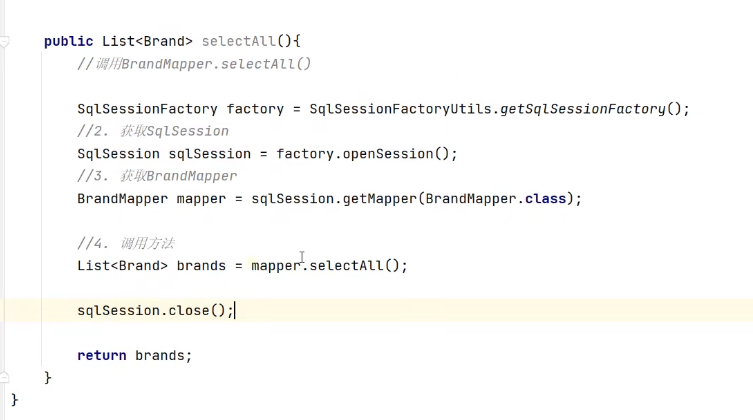 public List<Brand> selectAll(){
//调用BrandMapper.selectAll()
SqlSessionFactory factory = SqlSessionFactoryUtils.getSqlSessionFactory();
//2. 获取SqlSession
SqlSession sqlSession = factory.openSession();
//3. 获取BrandMapper
BrandMapper mapper = sqlSession.getMapper(BrandMapper.class);
//4. 调用方法
List<Brand> brands = mapper.selectAll();
sqlSession.close();
return brands;
}
}